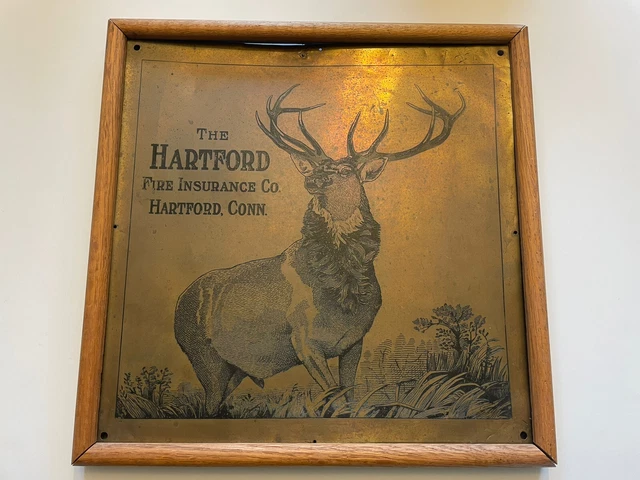 THE
HARTFORD
FIRE INSURANCE CO.
HARTFORD, CONN.